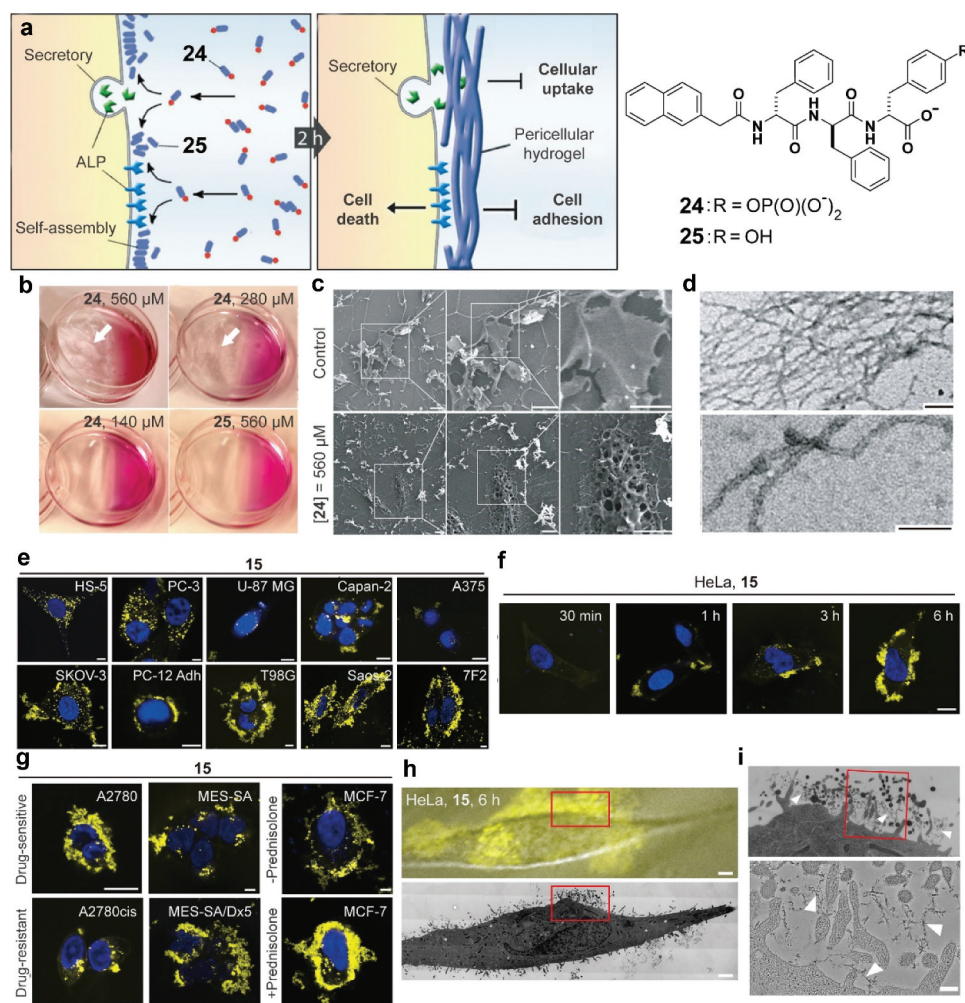 a
Secretory
24
25
ALP
Self-assembly
2 h
Secretory
Cellular
uptake
Pericellular
hydrogel
Cell
death
Cell
adhesion
R
O
N
H
O
H
N
O
N
H
O
O⁻
24:R = OP(O)(O⁻)₂
25:R = OH
b
24, 560 µM
24, 280 µM
24, 140 µM
25, 560 µM
c
Control
[24] = 560 µM
d
e
15
HS-5
PC-3
U-87 MG
Capan-2
A375
SKOV-3
PC-12 Adh
T98G
Saos-2
7F2
f
HeLa, 15
30 min
1 h
3 h
6 h
g
15
Drug-sensitive
A2780
MES-SA
-Prednisolone
MCF-7
Drug-resistant
A2780cis
MES-SA/Dx5
+Prednisolone
MCF-7
h
HeLa, 15, 6 h
i